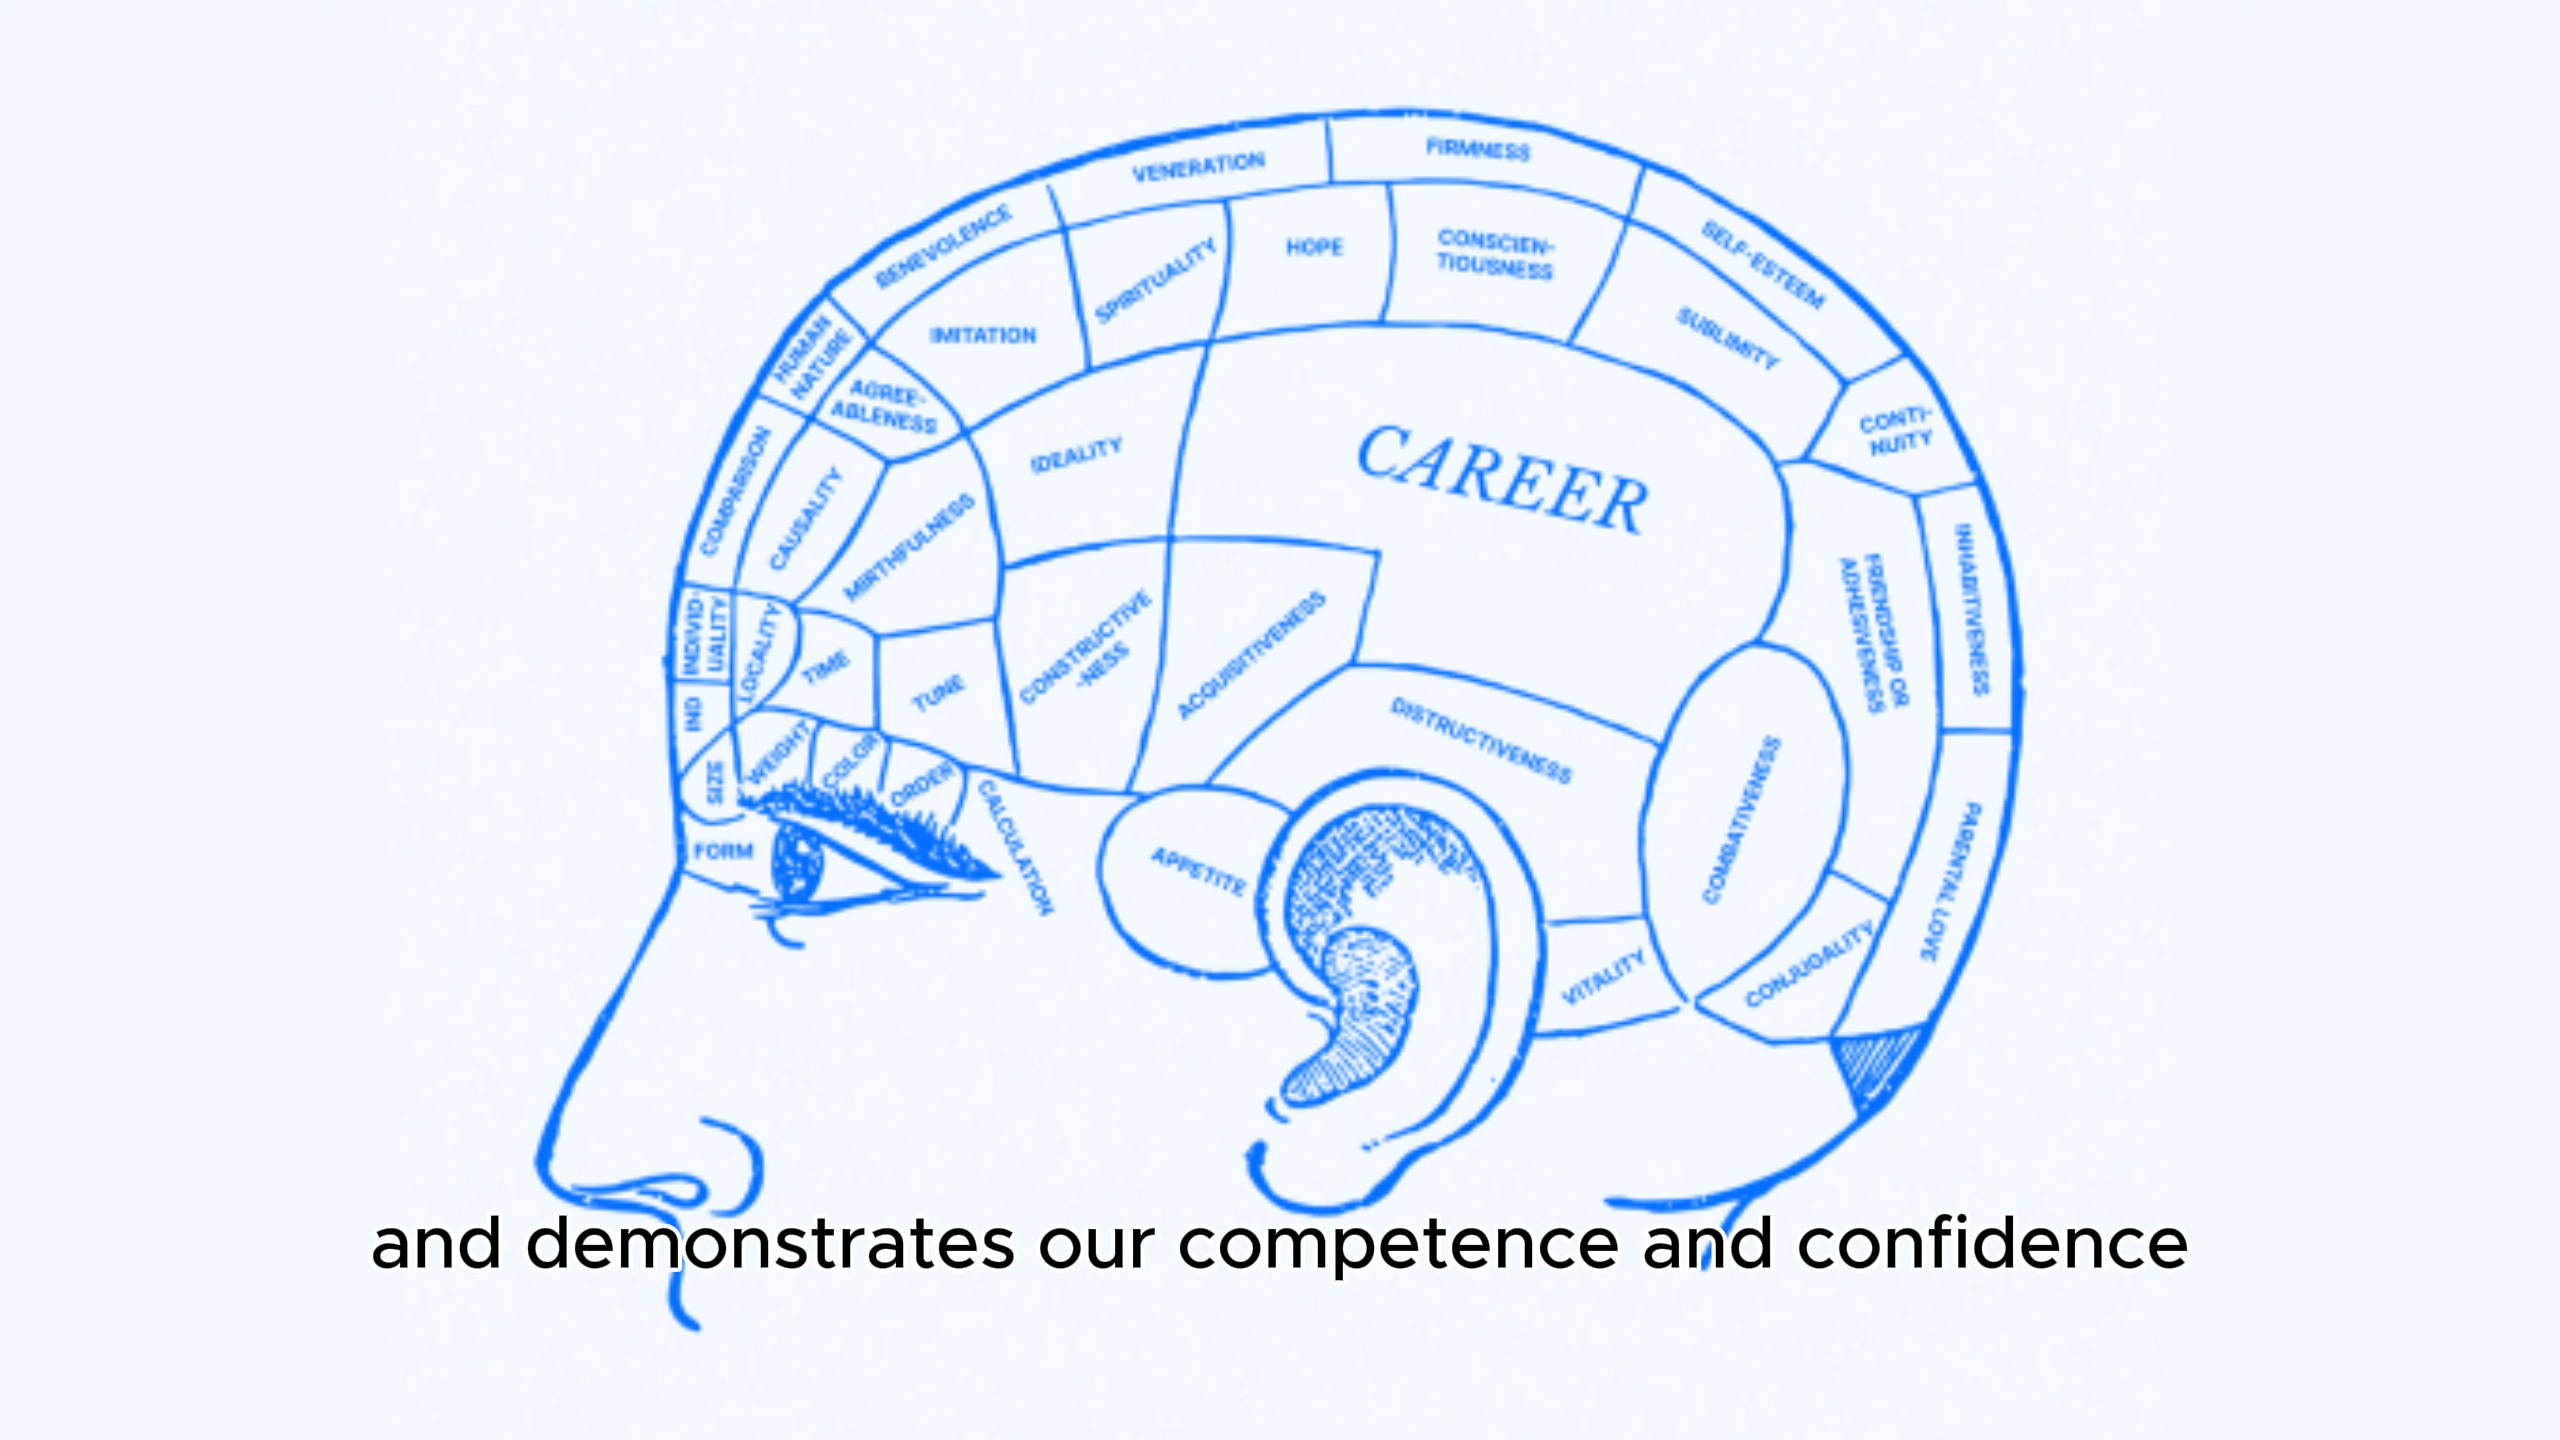 VENERATION
FIRMNESS
BENEVOLENCE
SPIRITUALITY
HOPE
CONSCIEN-
TIOUSNESS
SELF-ESTEEM
SUBLIMITY
HUMAN
NATURE
IMITATION
AGREE-
ABLENESS
CONTI-
NUITY
COMPARISON
CAUSALITY
MIRTHFULNESS
IDEALITY
CAREER
INHABITIVENESS
FRIENDSHIP OR
ADHESIVENESS
INDIVID-
UALITY
LOCALITY
TIME
TUNE
CONSTRUCTIVE
-NESS
ACQUISITIVENESS
DISTRUCTIVENESS
COMBATIVENESS
IND
SIZE
WEIGHT
COLOR
ORDER
CALCULATION
FORM
APPETITE
PARENTAL LOVE
VITALITY
CONJUGALITY
and demonstrates our competence and confidence